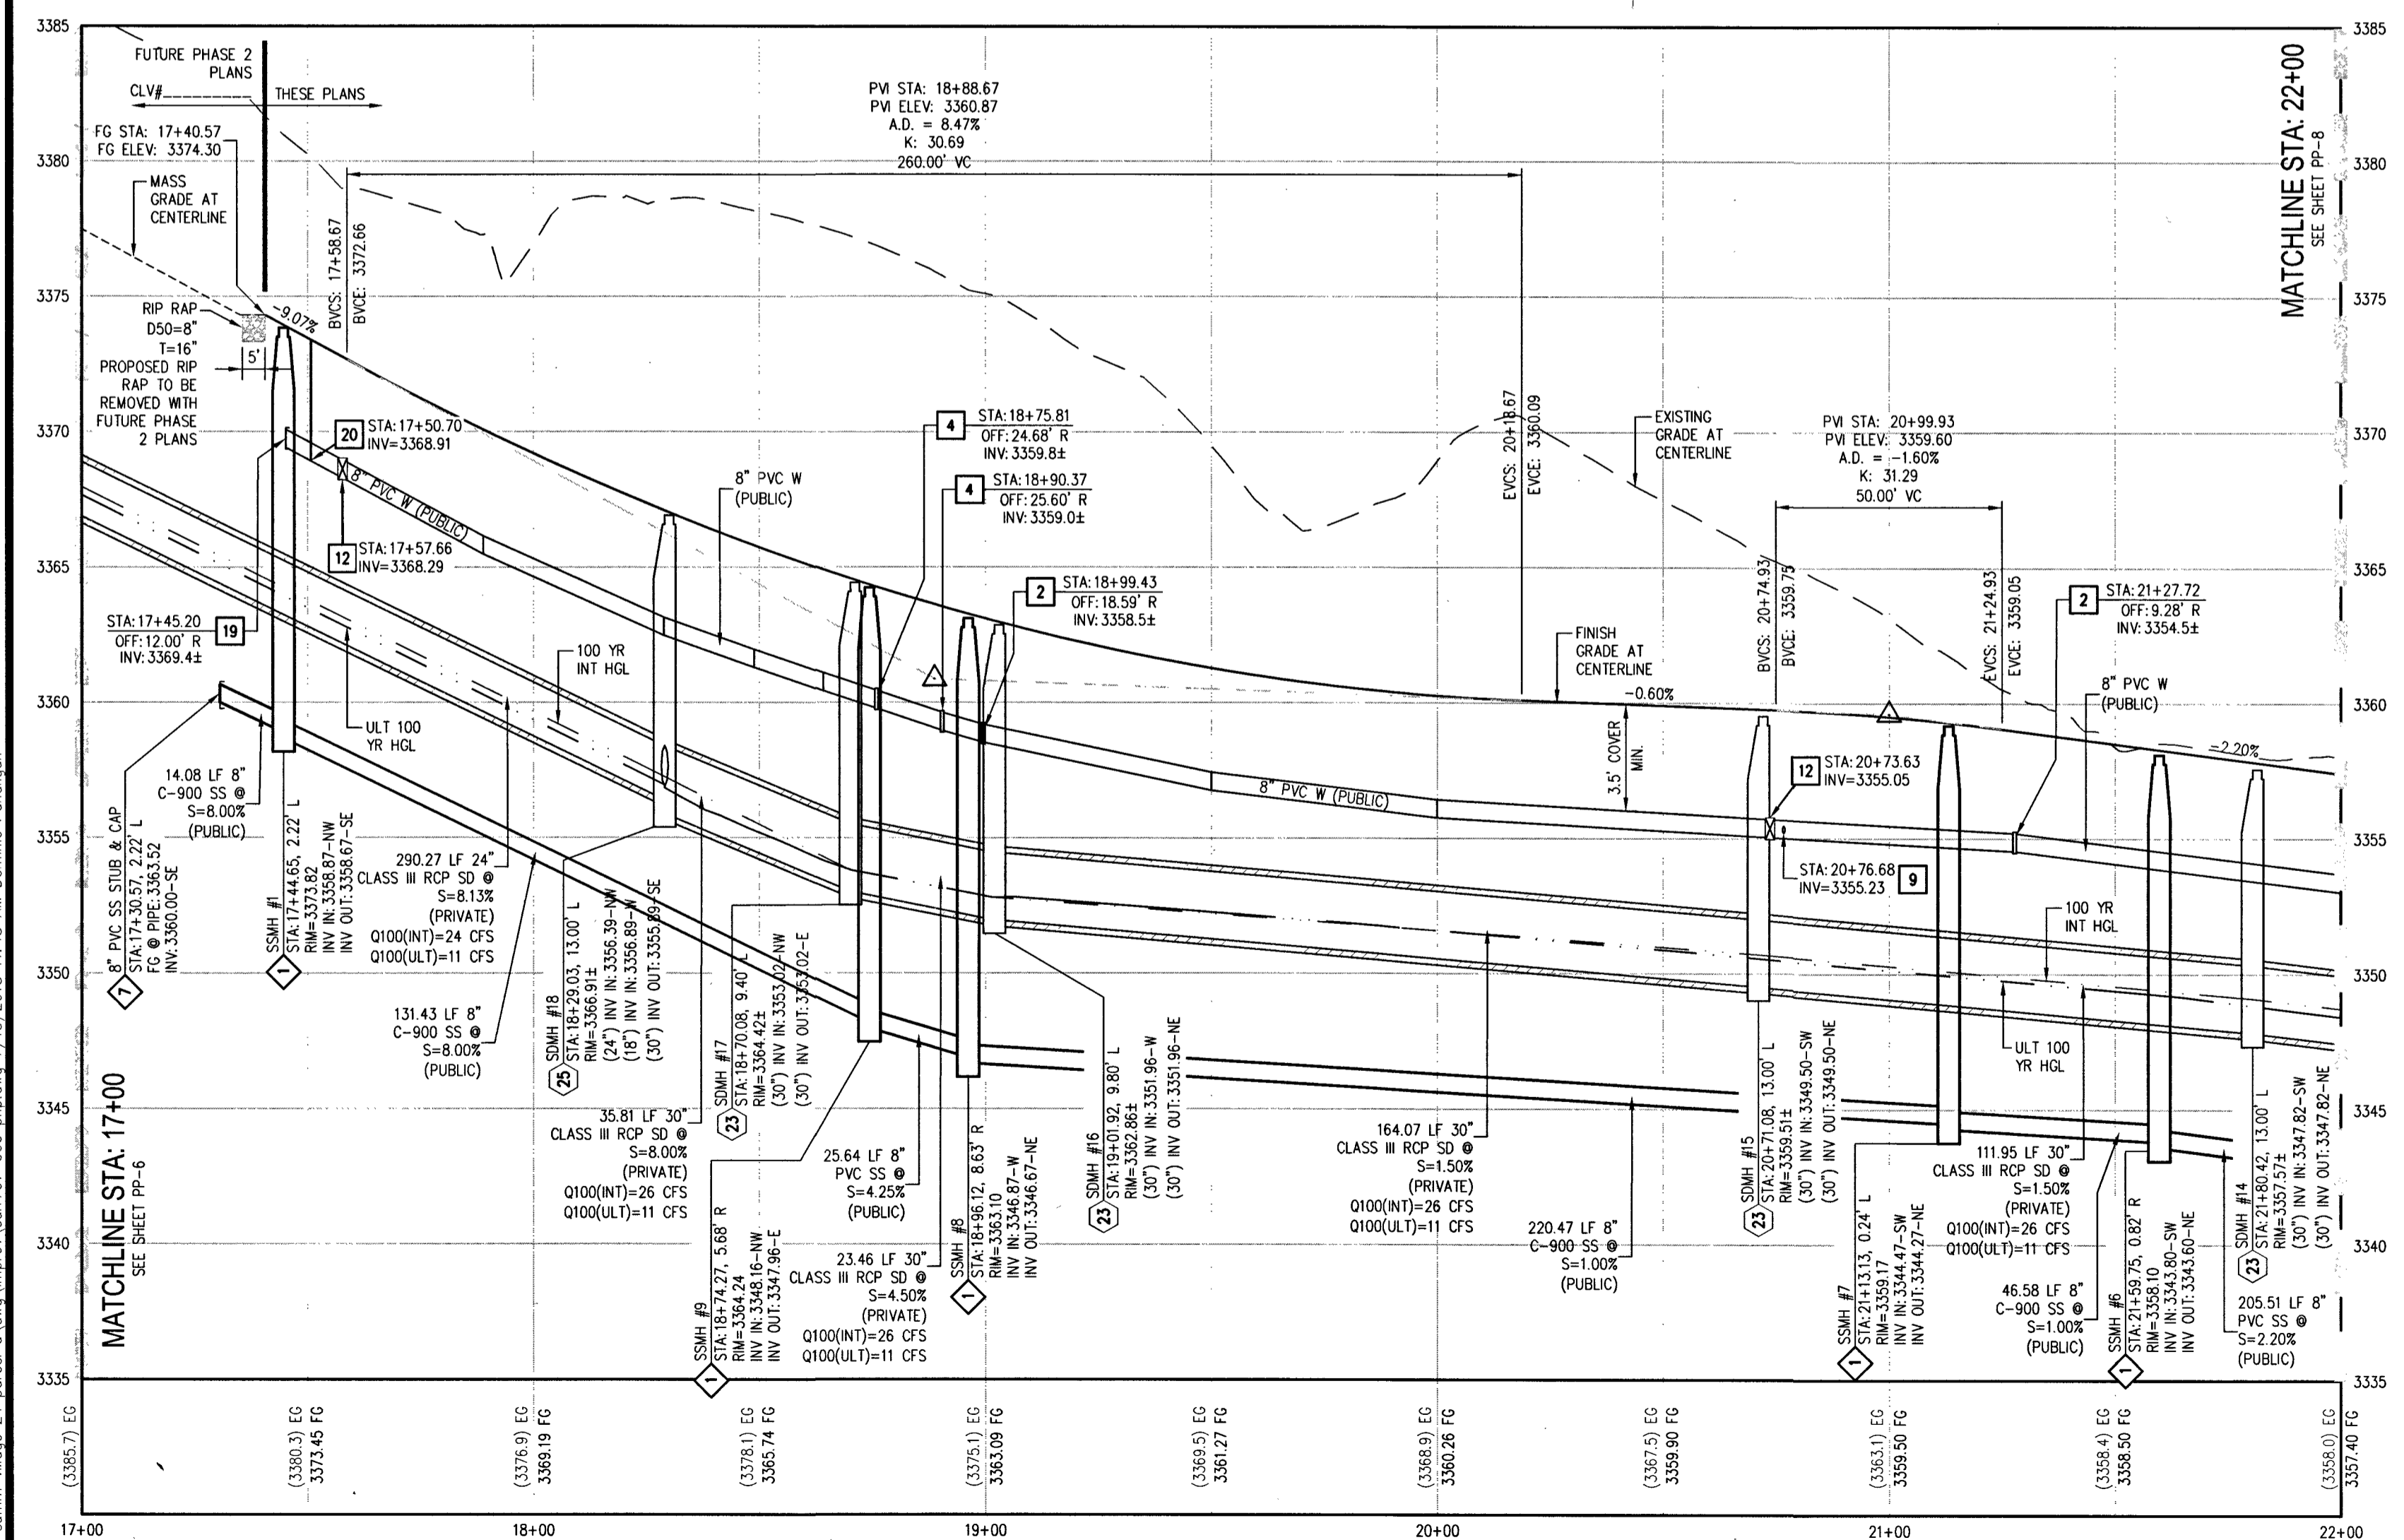 3385
3380
3375
3370
3365
3360
3355
3350
3345
3340
3335
FUTURE PHASE 2
PLANS
CLV#
THESE PLANS
FG STA: 17+40.57
FG ELEV: 3374.30
MASS
GRADE AT
CENTERLINE
RIP RAP
D50=8"
T=16"
PROPOSED RIP
RAP TO BE
REMOVED WITH
FUTURE PHASE
2 PLANS
5'
-9.07%
BVCS: 17+58.67
BVCE: 3372.66
PVI STA: 18+88.67
PVI ELEV: 3360.87
A.D. = 8.47%
K: 30.69
260.00' VC
EVCS: 20+18.67
EVCE: 3360.09
20
STA:17+50.70
INV=3368.91
8" PVC W (PUBLIC)
12
STA:17+57.66
INV=3368.29
STA:17+45.20
OFF:12.00' R
INV:3369.4±
19
8" PVC W
(PUBLIC)
4
STA:18+75.81
OFF:24.68' R
INV:3359.8±
4
STA:18+90.37
OFF:25.60' R
INV:3359.0±
2
STA:18+99.43
OFF:18.59' R
INV:3358.5±
EXISTING
GRADE AT
CENTERLINE
PVI STA: 20+99.93
PVI ELEV: 3359.60
A.D. = -1.60%
K: 31.29
50.00' VC
BVCS: 20+74.93
BVCE: 3359.75
EVCS: 21+24.93
EVCE: 3359.05
2
STA:21+27.72
OFF:9.28' R
INV:3354.5±
8" PVC W
(PUBLIC)
FINISH
GRADE AT
CENTERLINE
-0.60%
-2.20%
3.5' COVER
MIN.
8" PVC W (PUBLIC)
12
STA:20+73.63
INV=3355.05
STA:20+76.68
INV=3355.23
9
100 YR
INT HGL
ULT 100
YR HGL
100 YR
INT HGL
ULT 100
YR HGL
7
8" PVC SS STUB & CAP
STA:17+30.57, 2.22' L
FG @ PIPE:3363.52
INV:3360.00-SE
14.08 LF 8"
C-900 SS @
S=8.00%
(PUBLIC)
1
SSMH #1
STA:17+44.65, 2.22' L
RIM=3373.82
INV IN:3358.87-NW
INV OUT:3358.67-SE
290.27 LF 24"
CLASS III RCP SD @
S=8.13%
(PRIVATE)
Q100(INT)=24 CFS
Q100(ULT)=11 CFS
131.43 LF 8"
C-900 SS @
S=8.00%
(PUBLIC)
25
SDMH #18
STA:18+29.03, 13.00' L
RIM=3366.91±
(24") INV IN:3356.39-NW
(18") INV IN:3356.89-W
(30") INV OUT:3355.89-SE
35.81 LF 30"
CLASS III RCP SD @
S=8.00%
(PRIVATE)
Q100(INT)=26 CFS
Q100(ULT)=11 CFS
23
SDMH #17
STA:18+70.08, 9.40' L
RIM=3364.42±
(30") INV IN:3353.02-NW
(30") INV OUT:3353.02-E
1
SSMH #9
STA:18+74.27, 5.68' R
RIM=3364.24
INV IN:3348.16-NW
INV OUT:3347.96-E
25.64 LF 8"
PVC SS @
S=4.25%
(PUBLIC)
23.46 LF 30"
CLASS III RCP SD @
S=4.50%
(PRIVATE)
Q100(INT)=26 CFS
Q100(ULT)=11 CFS
1
SSMH #8
STA:18+96.12, 8.63' R
RIM=3363.10
INV IN:3346.87-W
INV OUT:3346.67-NE
23
SDMH #16
STA:19+01.92, 9.80' L
RIM=3362.86±
(30") INV IN:3351.96-W
(30") INV OUT:3351.96-NE
164.07 LF 30"
CLASS III RCP SD @
S=1.50%
(PRIVATE)
Q100(INT)=26 CFS
Q100(ULT)=11 CFS
220.47 LF 8"
C-900 SS @
S=1.00%
(PUBLIC)
23
SDMH #15
STA:20+71.08, 13.00' L
RIM=3359.51±
(30") INV IN:3349.50-SW
(30") INV OUT:3349.50-NE
1
SSMH #7
STA:21+13.13, 0.24' L
RIM=3359.17
INV IN:3344.47-SW
INV OUT:3344.27-NE
111.95 LF 30"
CLASS III RCP SD @
S=1.50%
(PRIVATE)
Q100(INT)=26 CFS
Q100(ULT)=11 CFS
46.58 LF 8"
C-900 SS @
S=1.00%
(PUBLIC)
1
SSMH #6
STA:21+59.75, 0.82' R
RIM=3358.10
INV IN:3343.80-SW
INV OUT:3343.60-NE
205.51 LF 8"
PVC SS @
S=2.20%
(PUBLIC)
23
SDMH #14
STA:21+80.42, 13.00' L
RIM=3357.57±
(30") INV IN:3347.82-SW
(30") INV OUT:3347.82-NE
MATCHLINE STA: 17+00
SEE SHEET PP-6
MATCHLINE STA: 22+00
SEE SHEET PP-8
3385
3380
3375
3370
3365
3360
3355
3350
3345
3340
3335
(3385.7) EG
(3380.3) EG
3373.45 FG
(3376.9) EG
3369.19 FG
(3378.1) EG
3365.74 FG
(3375.1) EG
3363.09 FG
(3369.5) EG
3361.27 FG
(3368.9) EG
3360.26 FG
(3367.5) EG
3359.90 FG
(3363.1) EG
3359.50 FG
(3358.4) EG
3358.50 FG
(3358.0) EG
3357.40 FG
17+00
18+00
19+00
20+00
21+00
22+00